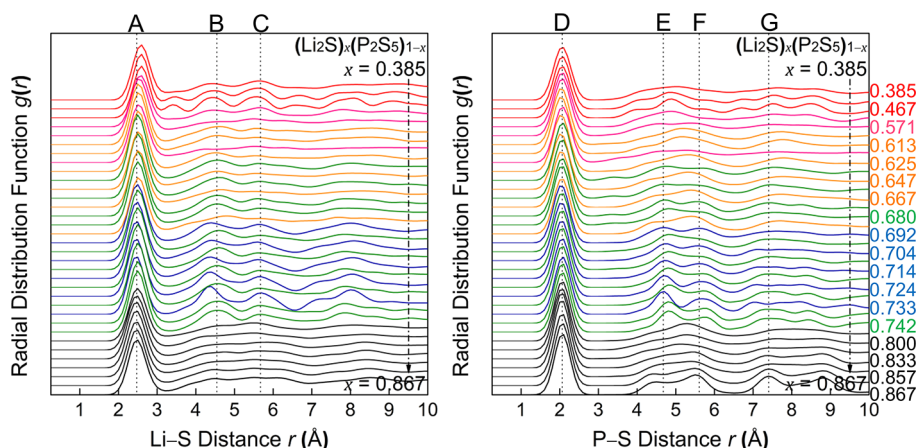 A B C
(Li2S)x(P2S5)1−x
x = 0.385
Radial Distribution Function g(r)
x = 0.867
1 2 3 4 5 6 7 8 9 10
Li–S Distance r (Å)
D E F G
(Li2S)x(P2S5)1−x
x = 0.385
Radial Distribution Function g(r)
x = 0.867
1 2 3 4 5 6 7 8 9 10
P–S Distance r (Å)
0.385
0.467
0.571
0.613
0.625
0.647
0.667
0.680
0.692
0.704
0.714
0.724
0.733
0.742
0.800
0.833
0.857
0.867